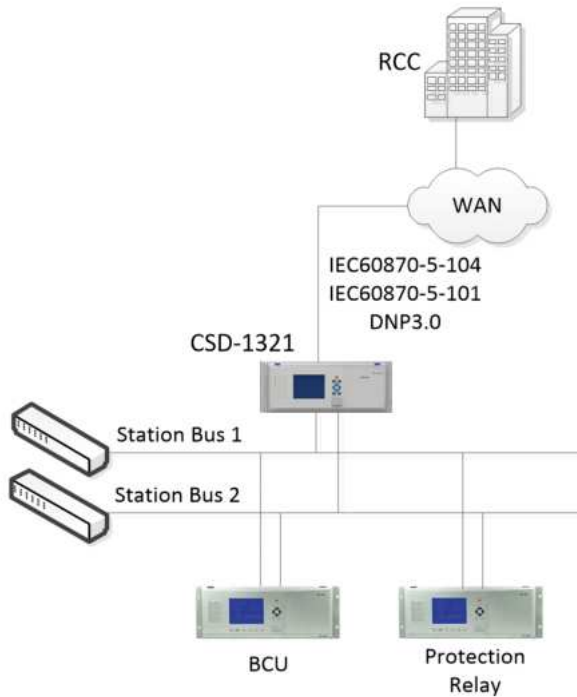 RCC
WAN
IEC60870-5-104
IEC60870-5-101
DNP3.0
CSD-1321
Station Bus 1
Station Bus 2
BCU
Protection
Relay